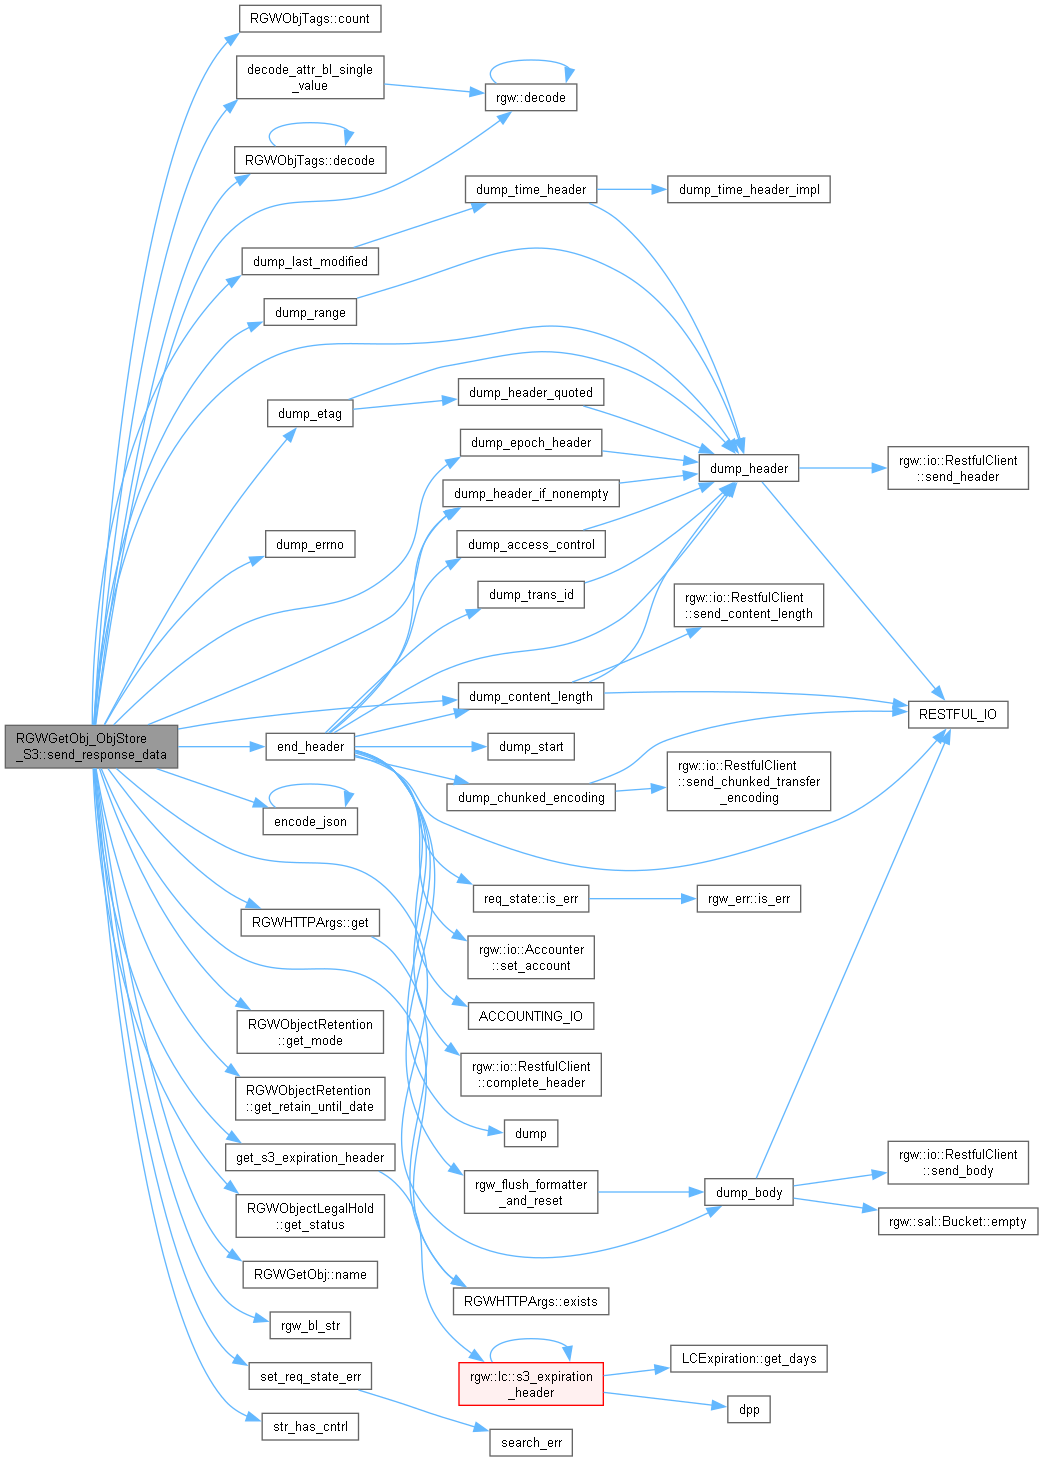 RGWObjTags::count
decode_attr_bl_single
_value
rgw::decode
RGWObjTags::decode
dump_time_header
dump_time_header_impl
dump_last_modified
dump_range
dump_header_quoted
dump_etag
dump_epoch_header
dump_header
rgw::io::RestfulClient
::send_header
dump_header_if_nonempty
dump_errno
dump_access_control
dump_trans_id
rgw::io::RestfulClient
::send_content_length
dump_content_length
RESTFUL_IO
RGWGetObj_ObjStore
_S3::send_response_data
end_header
dump_start
rgw::io::RestfulClient
::send_chunked_transfer
_encoding
dump_chunked_encoding
encode_json
req_state::is_err
rgw_err::is_err
RGWHTTPArgs::get
rgw::io::Accounter
::set_account
ACCOUNTING_IO
RGWObjectRetention
::get_mode
rgw::io::RestfulClient
::complete_header
RGWObjectRetention
::get_retain_until_date
dump
get_s3_expiration_header
rgw::io::RestfulClient
::send_body
rgw_flush_formatter
_and_reset
dump_body
RGWObjectLegalHold
::get_status
rgw::sal::Bucket::empty
RGWGetObj::name
RGWHTTPArgs::exists
rgw_bl_str
LCExpiration::get_days
set_req_state_err
rgw::lc::s3_expiration
_header
dpp
str_has_cntrl
search_err